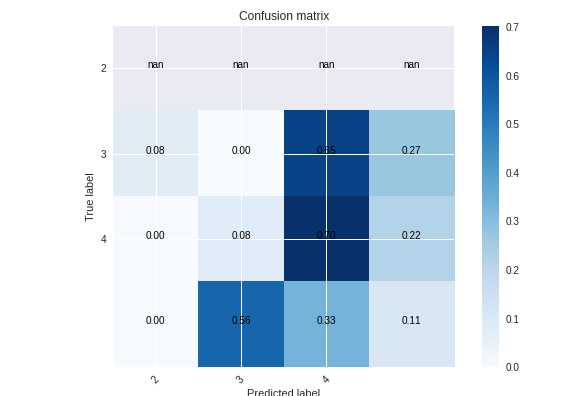 Confusion matrix
2 nan nan nan nan
3 0.08 0.00 0.65 0.27
4 0.00 0.08 0.70 0.22
0.00 0.56 0.33 0.11
2 3 4
True label
Predicted label
0.7
0.6
0.5
0.4
0.3
0.2
0.1
0.0